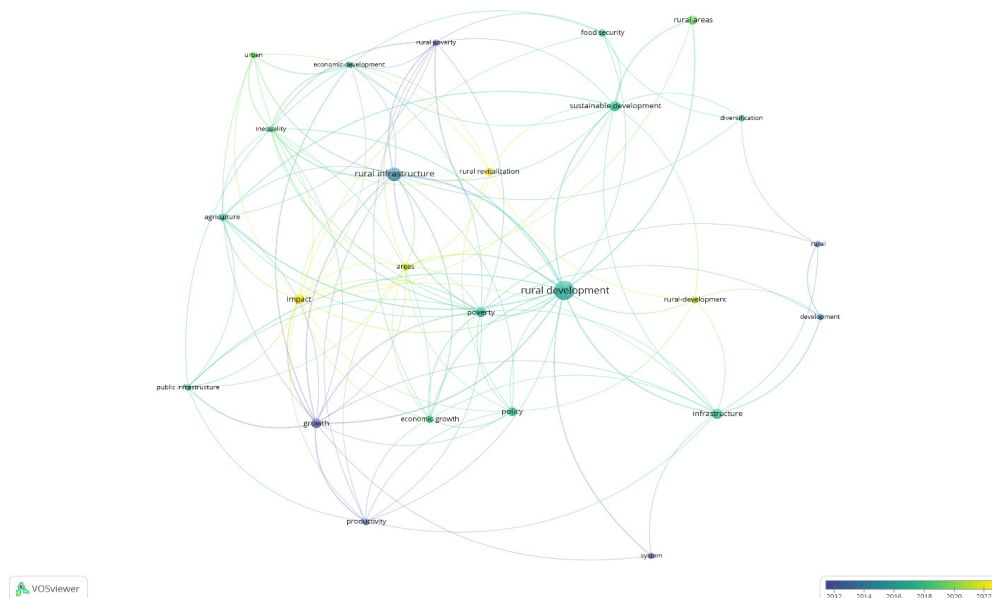 rural areas
food security
rural poverty
urban
economic-development
sustainable development
diversification
inequality
rural infrastructure
rural revitalization
agriculture
rural
areas
rural development
impact
rural-development
poverty
development
public infrastructure
policy
infrastructure
economic-growth
growth
productivity
system
VOSviewer
2012 2014 2016 2018 2020 2022